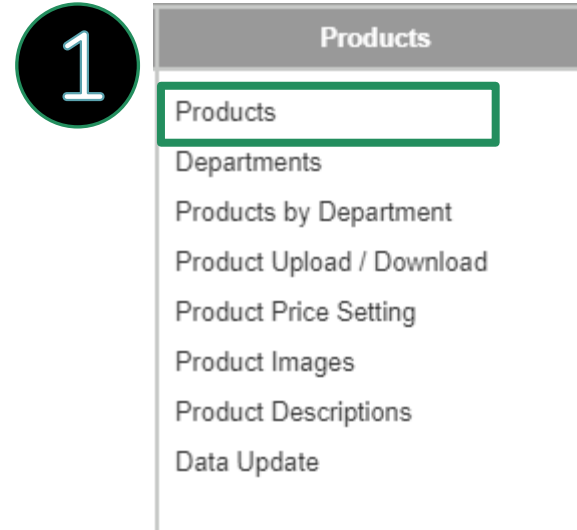 1
Products
Products
Departments
Products by Department
Product Upload / Download
Product Price Setting
Product Images
Product Descriptions
Data Update